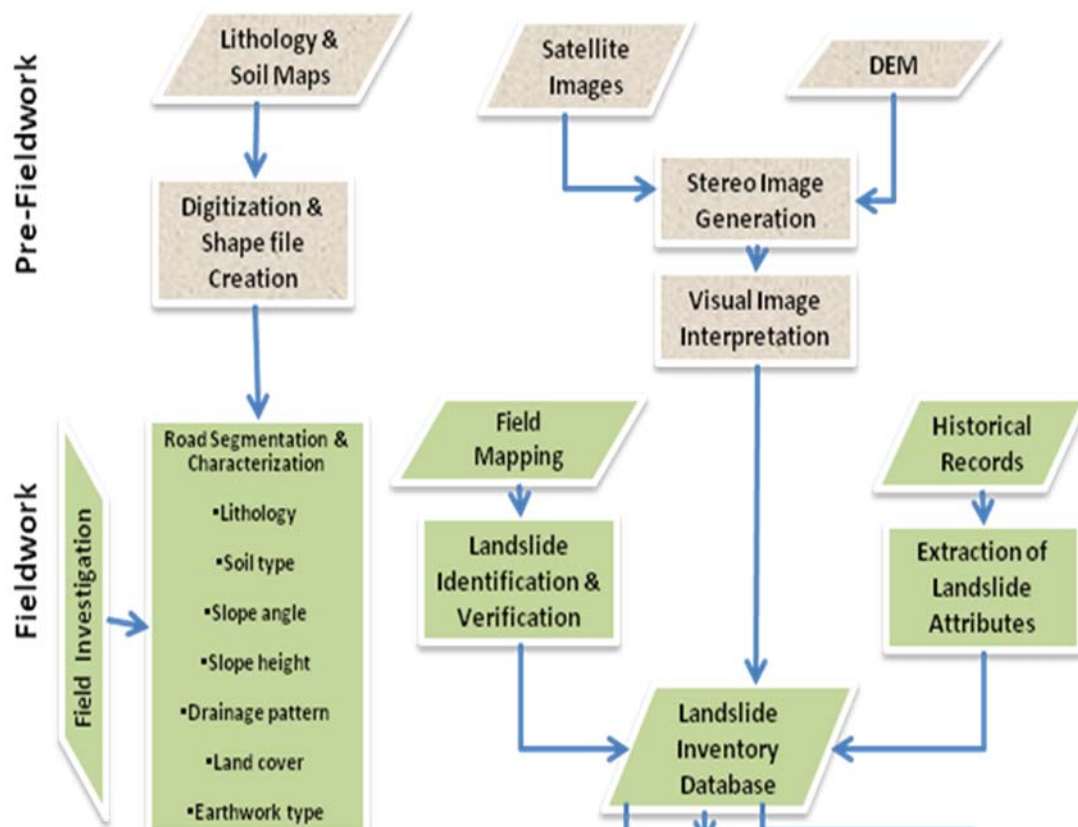 Pre-Fieldwork
Lithology &
Soil Maps
Satellite
Images
DEM
Digitization &
Shape file
Creation
Stereo Image
Generation
Visual Image
Interpretation
Fieldwork
Field Investigation
Road Segmentation &
Characterization
▪Lithology
▪Soil type
▪Slope angle
▪Slope height
▪Drainage pattern
▪Land cover
▪Earthwork type
Field
Mapping
Landslide
Identification &
Verification
Historical
Records
Extraction of
Landslide
Attributes
Landslide
Inventory
Database